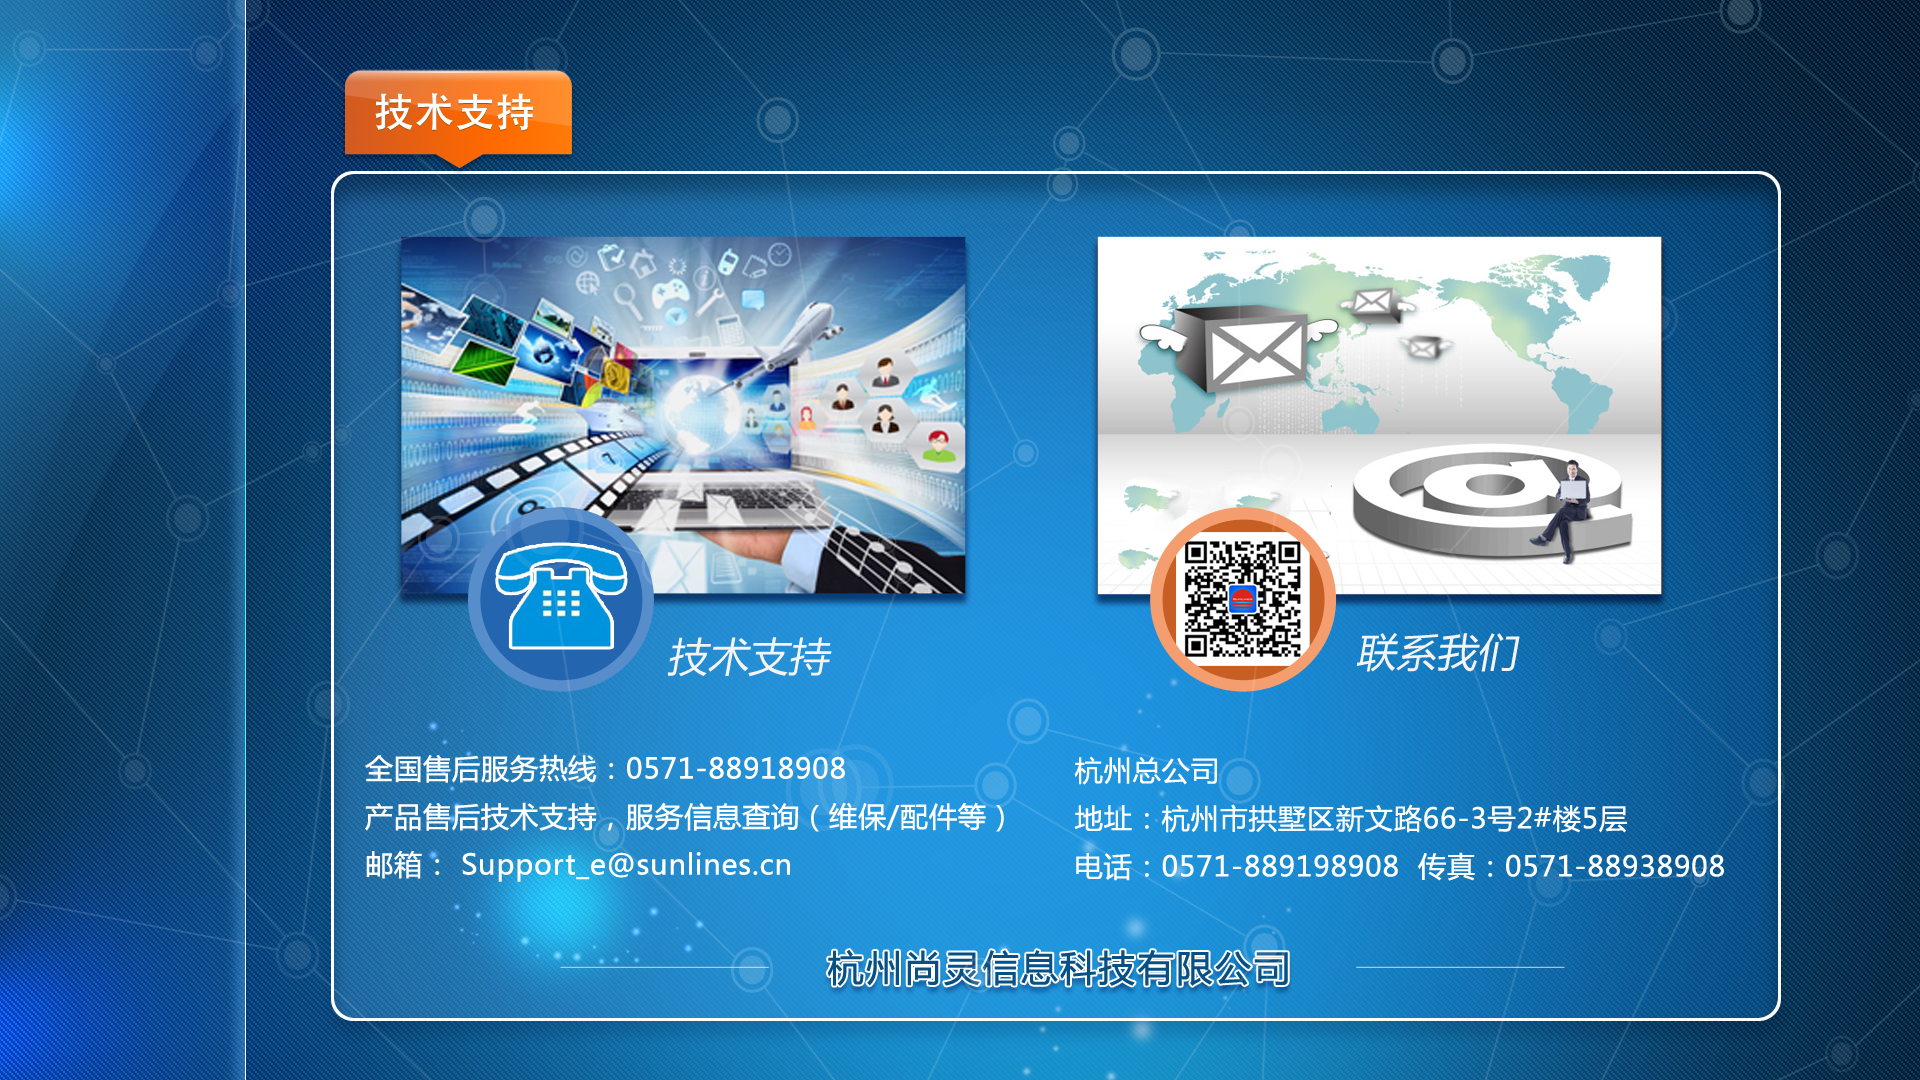 技术支持
技术支持
联系我们
全国售后服务热线：0571-88918908
产品售后技术支持，服务信息查询（维保/配件等）
邮箱： Support_e@sunlines.cn
杭州总公司
地址：杭州市拱墅区新文路66-3号2#楼5层
电话：0571-889198908 传真：0571-88938908
杭州尚灵信息科技有限公司